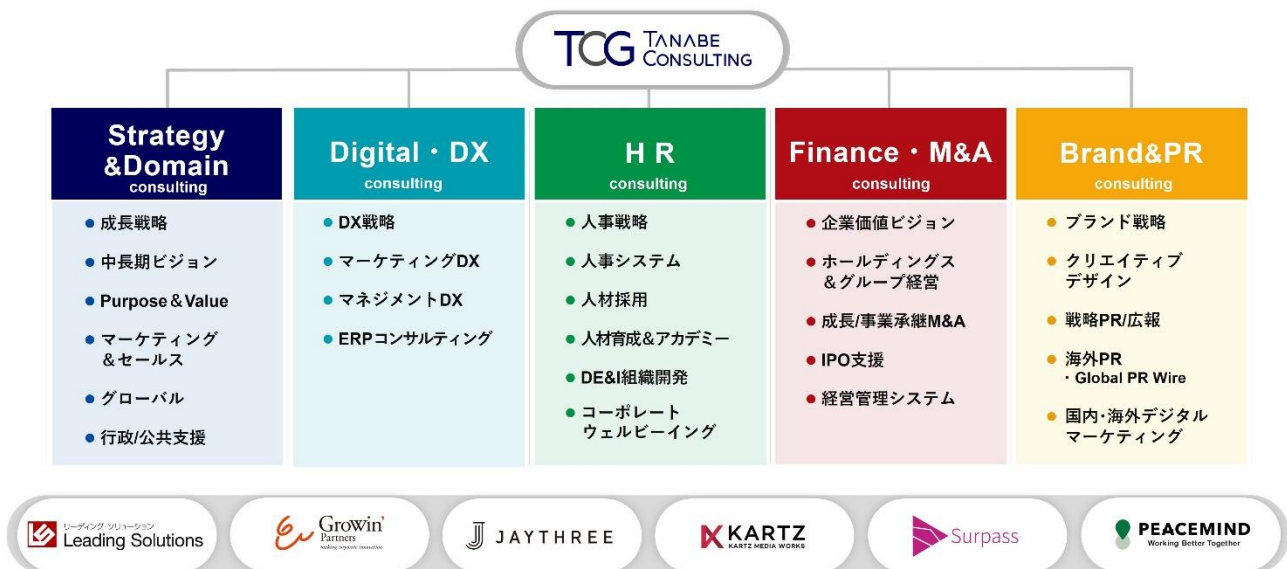 TCG TANABE
CONSULTING
Strategy
&Domain
consulting
成長戦略
中長期ビジョン
Purpose&Value
マーケティング
&セールス
グローバル
行政/公共支援
Digital・DX
consulting
DX戦略
マーケティングDX
マネジメントDX
ERPコンサルティング
HR
consulting
人事戦略
人事システム
人材採用
人材育成&アカデミー
DE&I組織開発
コーポレート
ウェルビーイング
Finance・M&A
consulting
企業価値ビジョン
ホールディングス
&グループ経営
成長/事業承継M&A
IPO支援
経営管理システム
Brand&PR
consulting
ブランド戦略
クリエイティブ
デザイン
戦略PR/広報
海外PR
・Global PR Wire
国内・海外デジタル
マーケティング
リーディング・ソリューション
Leading Solutions
GroWin'
Partners
making corporate innovation
JAYTHREE
KARTZ
KARTZ MEDIA WORKS
Surpass
PEACEMIND
Working Better Together